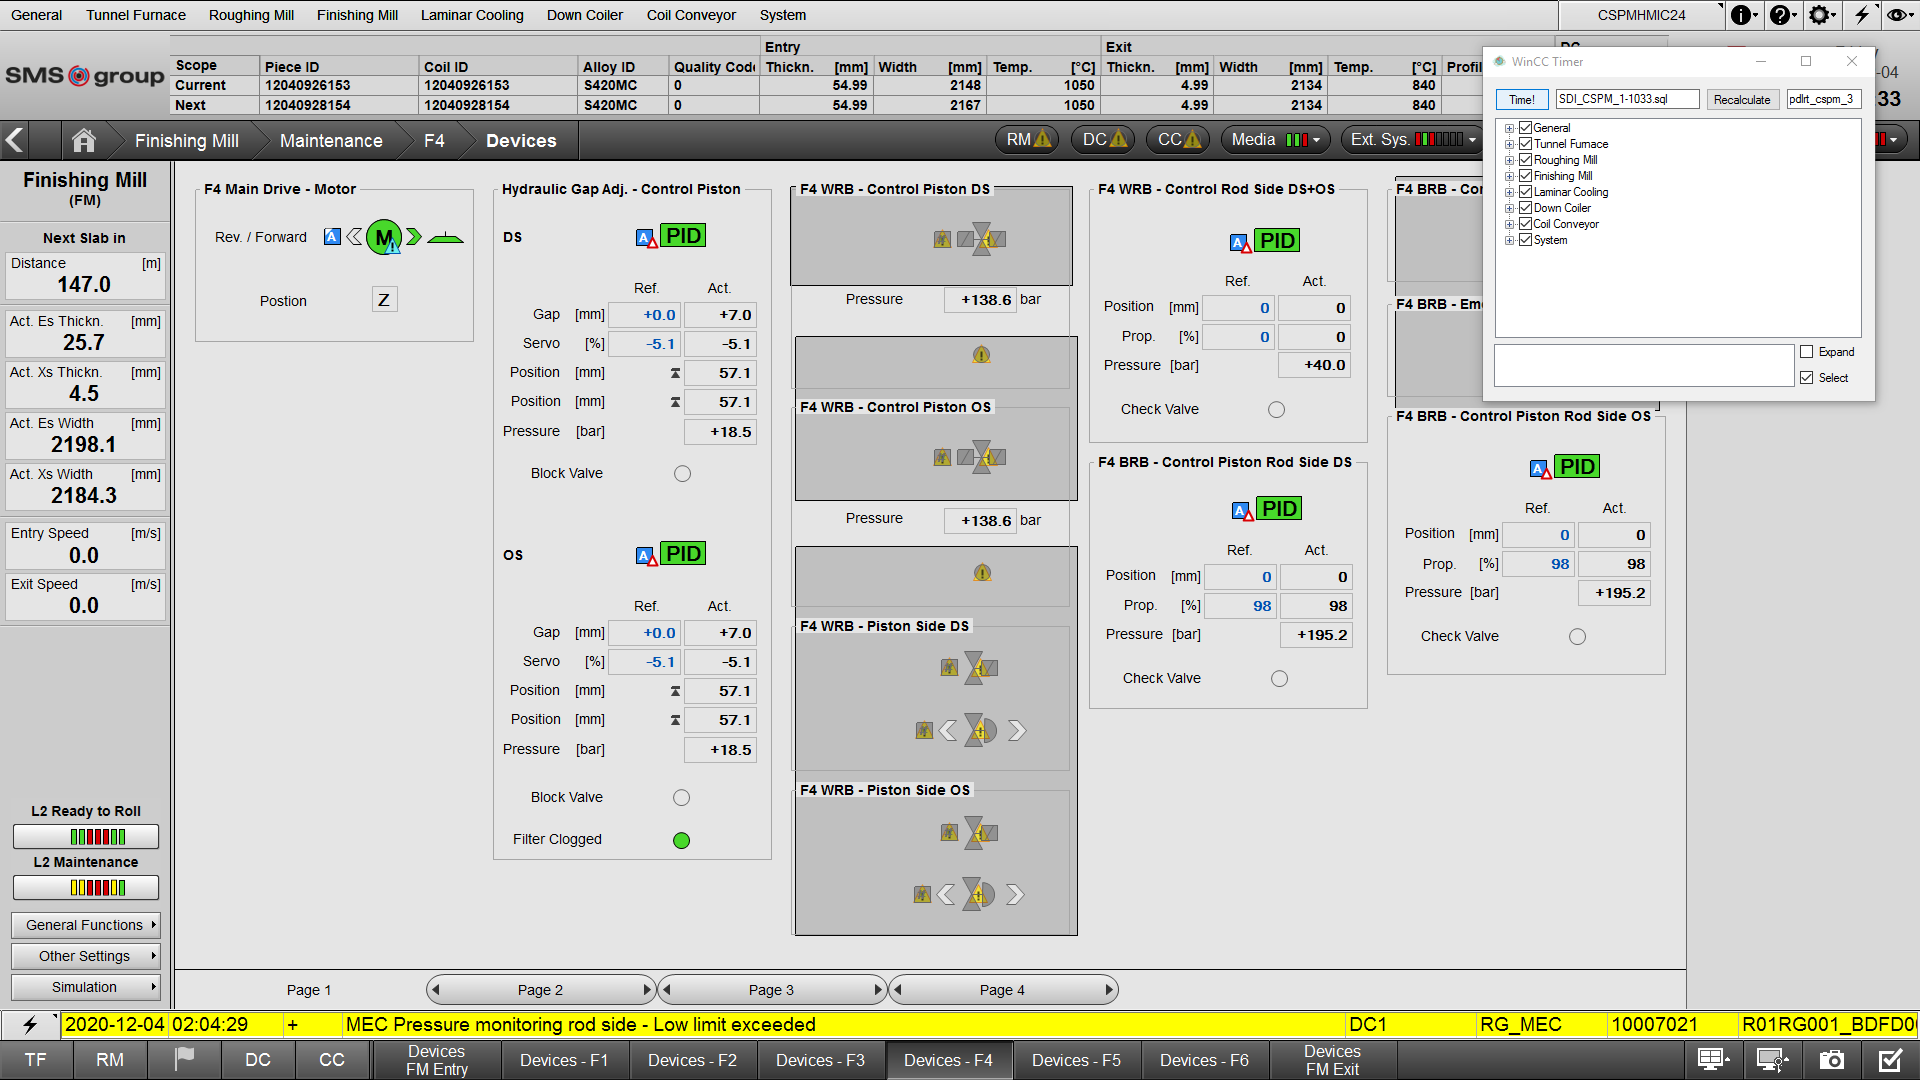 General Tunnel Furnace Roughing Mill Finishing Mill Laminar Cooling Down Coiler Coil Conveyor System CSPMHMIC24
SMS group
Entry Exit
Scope Piece ID Coil ID Alloy ID Quality Code Thickn. [mm] Width [mm] Temp. [°C] Thickn. [mm] Width [mm] Temp. [°C]
Current 12040926153 12040926153 S420MC 0 54.99 2148 1050 4.99 2134 840
Next 12040928154 12040928154 S420MC 0 54.99 2167 1050 4.99 2134 840
-04
33
Finishing Mill Maintenance F4 Devices RM DC CC Media Ext. Sys.
WinCC Timer
Time! SDI_CSPM_1-1033.sql Recalculate pdlrt_cspm_3
General
Tunnel Furnace
Roughing Mill
Finishing Mill
Laminar Cooling
Down Coiler
Coil Conveyor
System
Expand
Select
Finishing Mill
(FM)
Next Slab in
Distance [m]
147.0
Act. Es Thickn. [mm]
25.7
Act. Xs Thickn. [mm]
4.5
Act. Es Width [mm]
2198.1
Act. Xs Width [mm]
2184.3
Entry Speed [m/s]
0.0
Exit Speed [m/s]
0.0
L2 Ready to Roll
L2 Maintenance
General Functions
Other Settings
Simulation
F4 Main Drive - Motor
Rev. / Forward A M
Postion Z
Hydraulic Gap Adj. - Control Piston
DS A PID
Ref. Act.
Gap [mm] +0.0 +7.0
Servo [%] -5.1 -5.1
Position [mm] 57.1
Position [mm] 57.1
Pressure [bar] +18.5
Block Valve
OS A PID
Ref. Act.
Gap [mm] +0.0 +7.0
Servo [%] -5.1 -5.1
Position [mm] 57.1
Position [mm] 57.1
Pressure [bar] +18.5
Block Valve
Filter Clogged
F4 WRB - Control Piston DS
Pressure +138.6 bar
F4 WRB - Control Piston OS
Pressure +138.6 bar
F4 WRB - Piston Side DS
F4 WRB - Piston Side OS
F4 WRB - Control Rod Side DS+OS
A PID
Ref. Act.
Position [mm] 0 0
Prop. [%] 0 0
Pressure [bar] +40.0
Check Valve
F4 BRB - Control Piston Rod Side DS
A PID
Ref. Act.
Position [mm] 0 0
Prop. [%] 98 98
Pressure [bar] +195.2
Check Valve
F4 BRB - Con
F4 BRB - Eme
F4 BRB - Control Piston Rod Side OS
A PID
Ref. Act.
Position [mm] 0 0
Prop. [%] 98 98
Pressure [bar] +195.2
Check Valve
Page 1 Page 2 Page 3 Page 4
2020-12-04 02:04:29 + MEC Pressure monitoring rod side - Low limit exceeded DC1 RG_MEC 10007021 R01RG001_BDFD0
TF RM DC CC Devices FM Entry Devices - F1 Devices - F2 Devices - F3 Devices - F4 Devices - F5 Devices - F6 Devices FM Exit